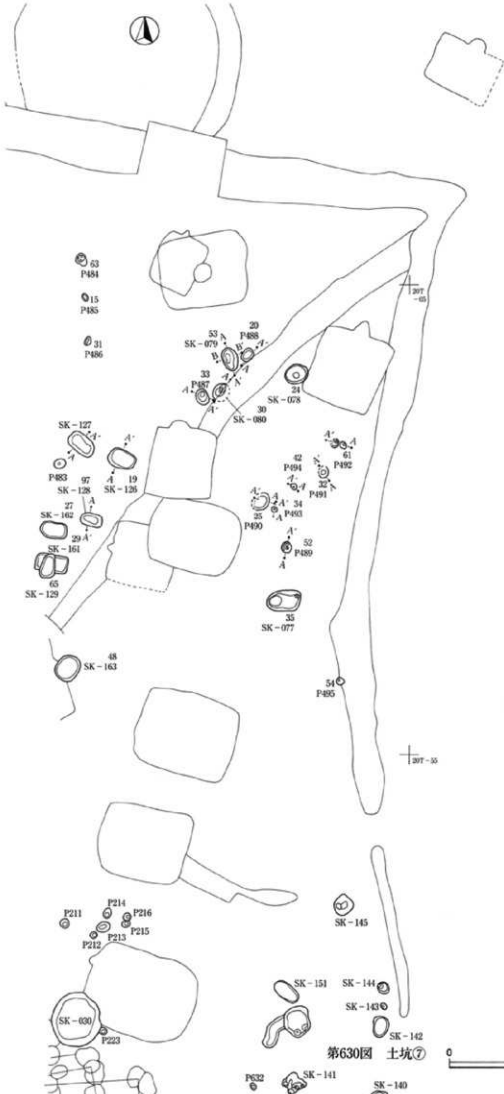 63
P484
15
P485
31
P486
20T
-65
53
SK-079
A
A'
B
B'
20
P488
A'
A
33
P487
A
A'
A
A'
30
SK-080
24
SK-078
SK-127
A'
A
P483
A'
A
19
SK-126
97
SK-128
A
A'
27
SK-162
29
SK-161
65
SK-129
A'
A
61
P492
42
P494
A'
A
A'
A
32
P491
A'
A
25
P490
A'
A
34
P493
A'
52
P489
A
35
SK-077
48
SK-163
54
P495
20T-55
P211
P214
P216
P215
P212
P213
SK-145
SK-030
P223
SK-151
SK-144
SK-143
SK-142
第630図 土坑⑦
0
P632
SK-141
SK-140